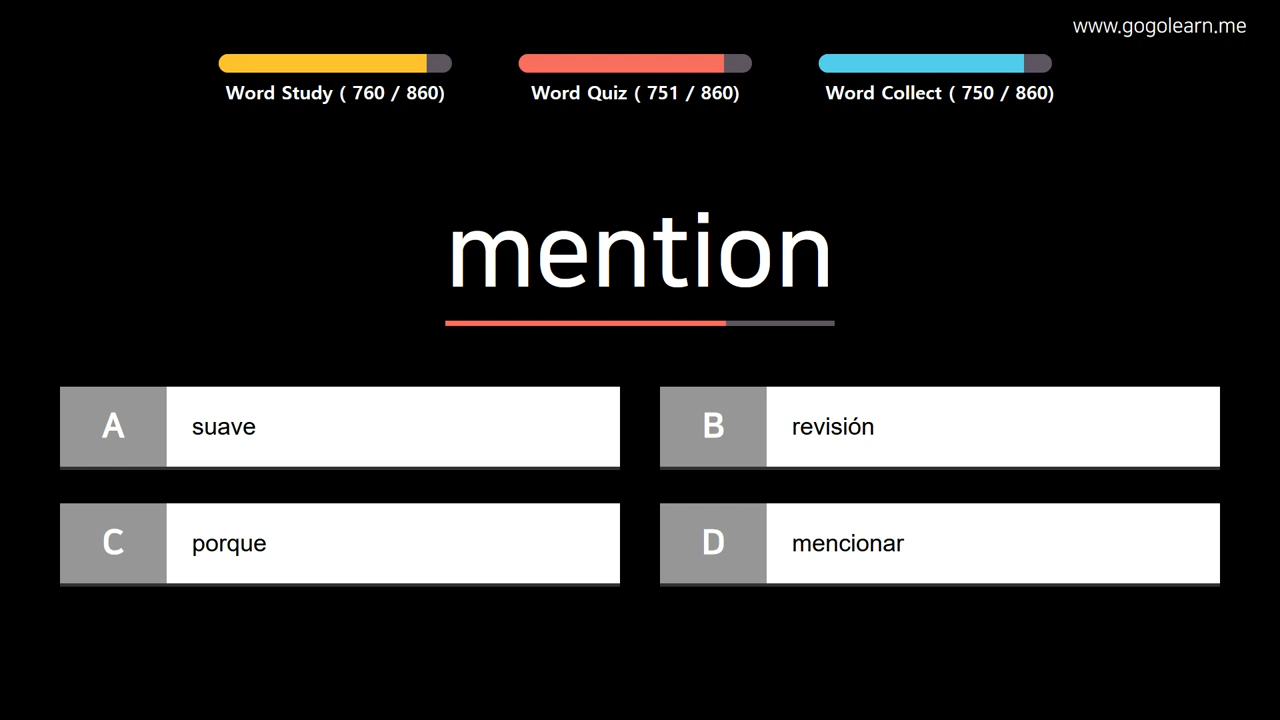 www.gogolearn.me
Word Study ( 760 / 860)
Word Quiz ( 751 / 860)
Word Collect ( 750 / 860)
mention
A
suave
B
revisión
C
porque
D
mencionar